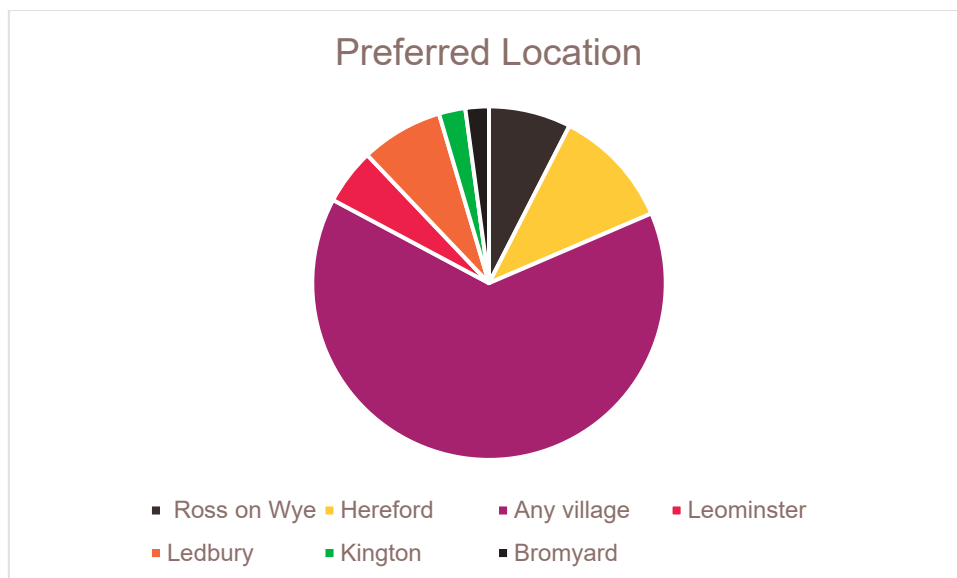 Preferred Location
Ross on Wye Hereford Any village Leominster
Ledbury Kington Bromyard